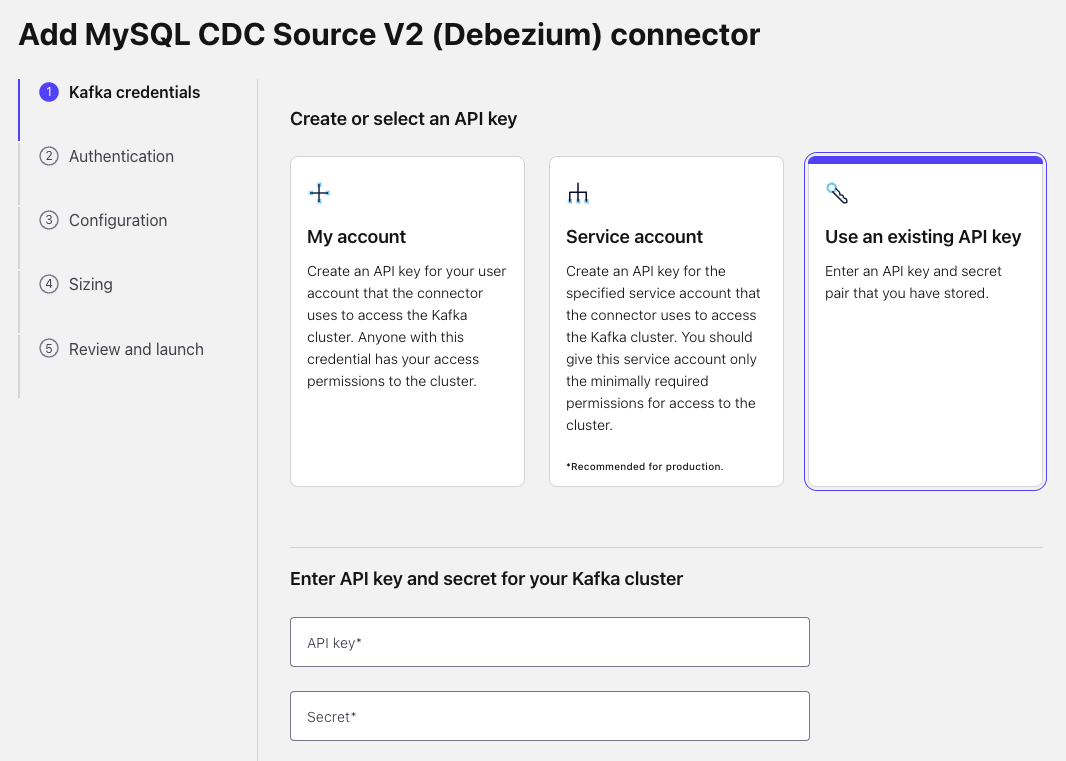 Add MySQL CDC Source V2 (Debezium) connector
1 Kafka credentials
2 Authentication
3 Configuration
4 Sizing
5 Review and launch
Create or select an API key
My account
Create an API key for your user
account that the connector
uses to access the Kafka
cluster. Anyone with this
credential has your access
permissions to the cluster.
Service account
Create an API key for the
specified service account that
the connector uses to access
the Kafka cluster. You should
give this service account only
the minimally required
permissions for access to the
cluster.
*Recommended for production.
Use an existing API key
Enter an API key and secret
pair that you have stored.
Enter API key and secret for your Kafka cluster
API key*
Secret*